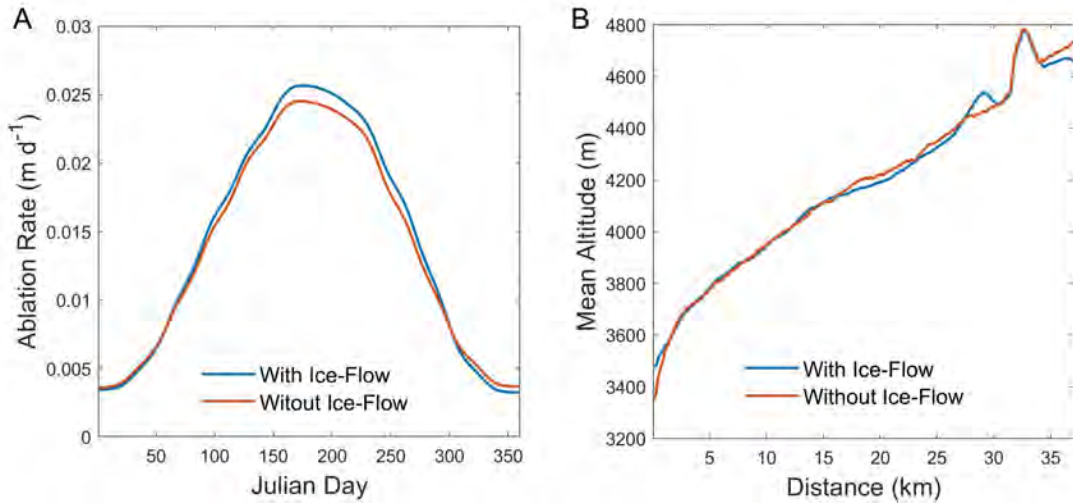 A
0.03
0.025
0.02
0.015
0.01
0.005
0
Ablation Rate (m d⁻¹)
With Ice-Flow
Witout Ice-Flow
50 100 150 200 250 300 350
Julian Day
B
4800
4600
4400
4200
4000
3800
3600
3400
3200
Mean Altitude (m)
With Ice-Flow
Without Ice-Flow
5 10 15 20 25 30 35
Distance (km)